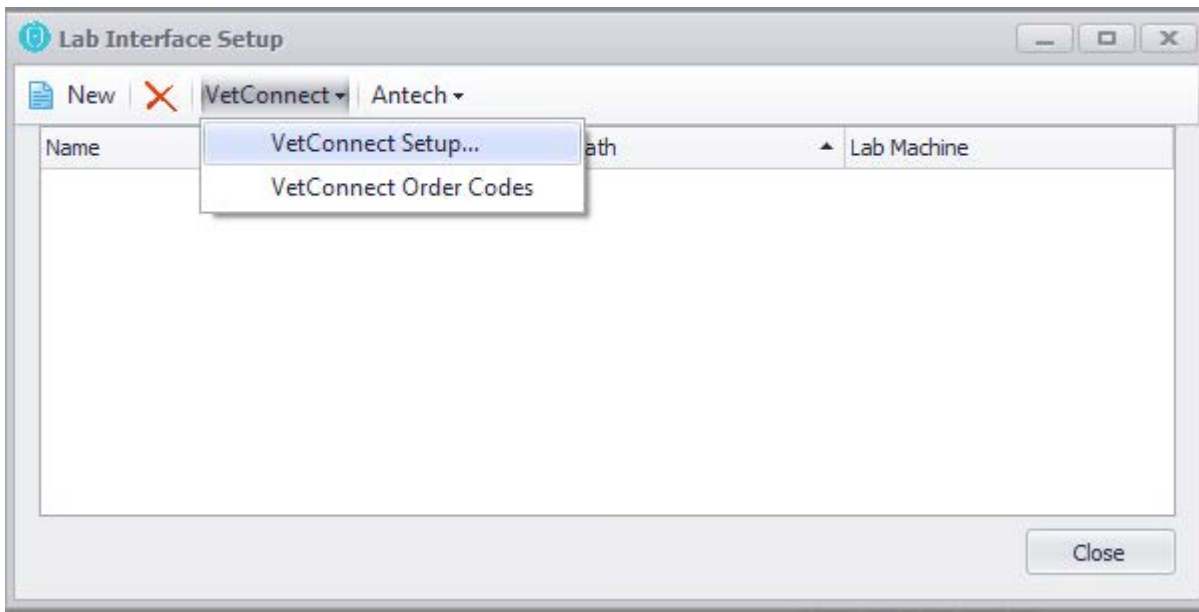 Lab Interface Setup
New VetConnect Antech
Name ath Lab Machine
VetConnect Setup...
VetConnect Order Codes
Close